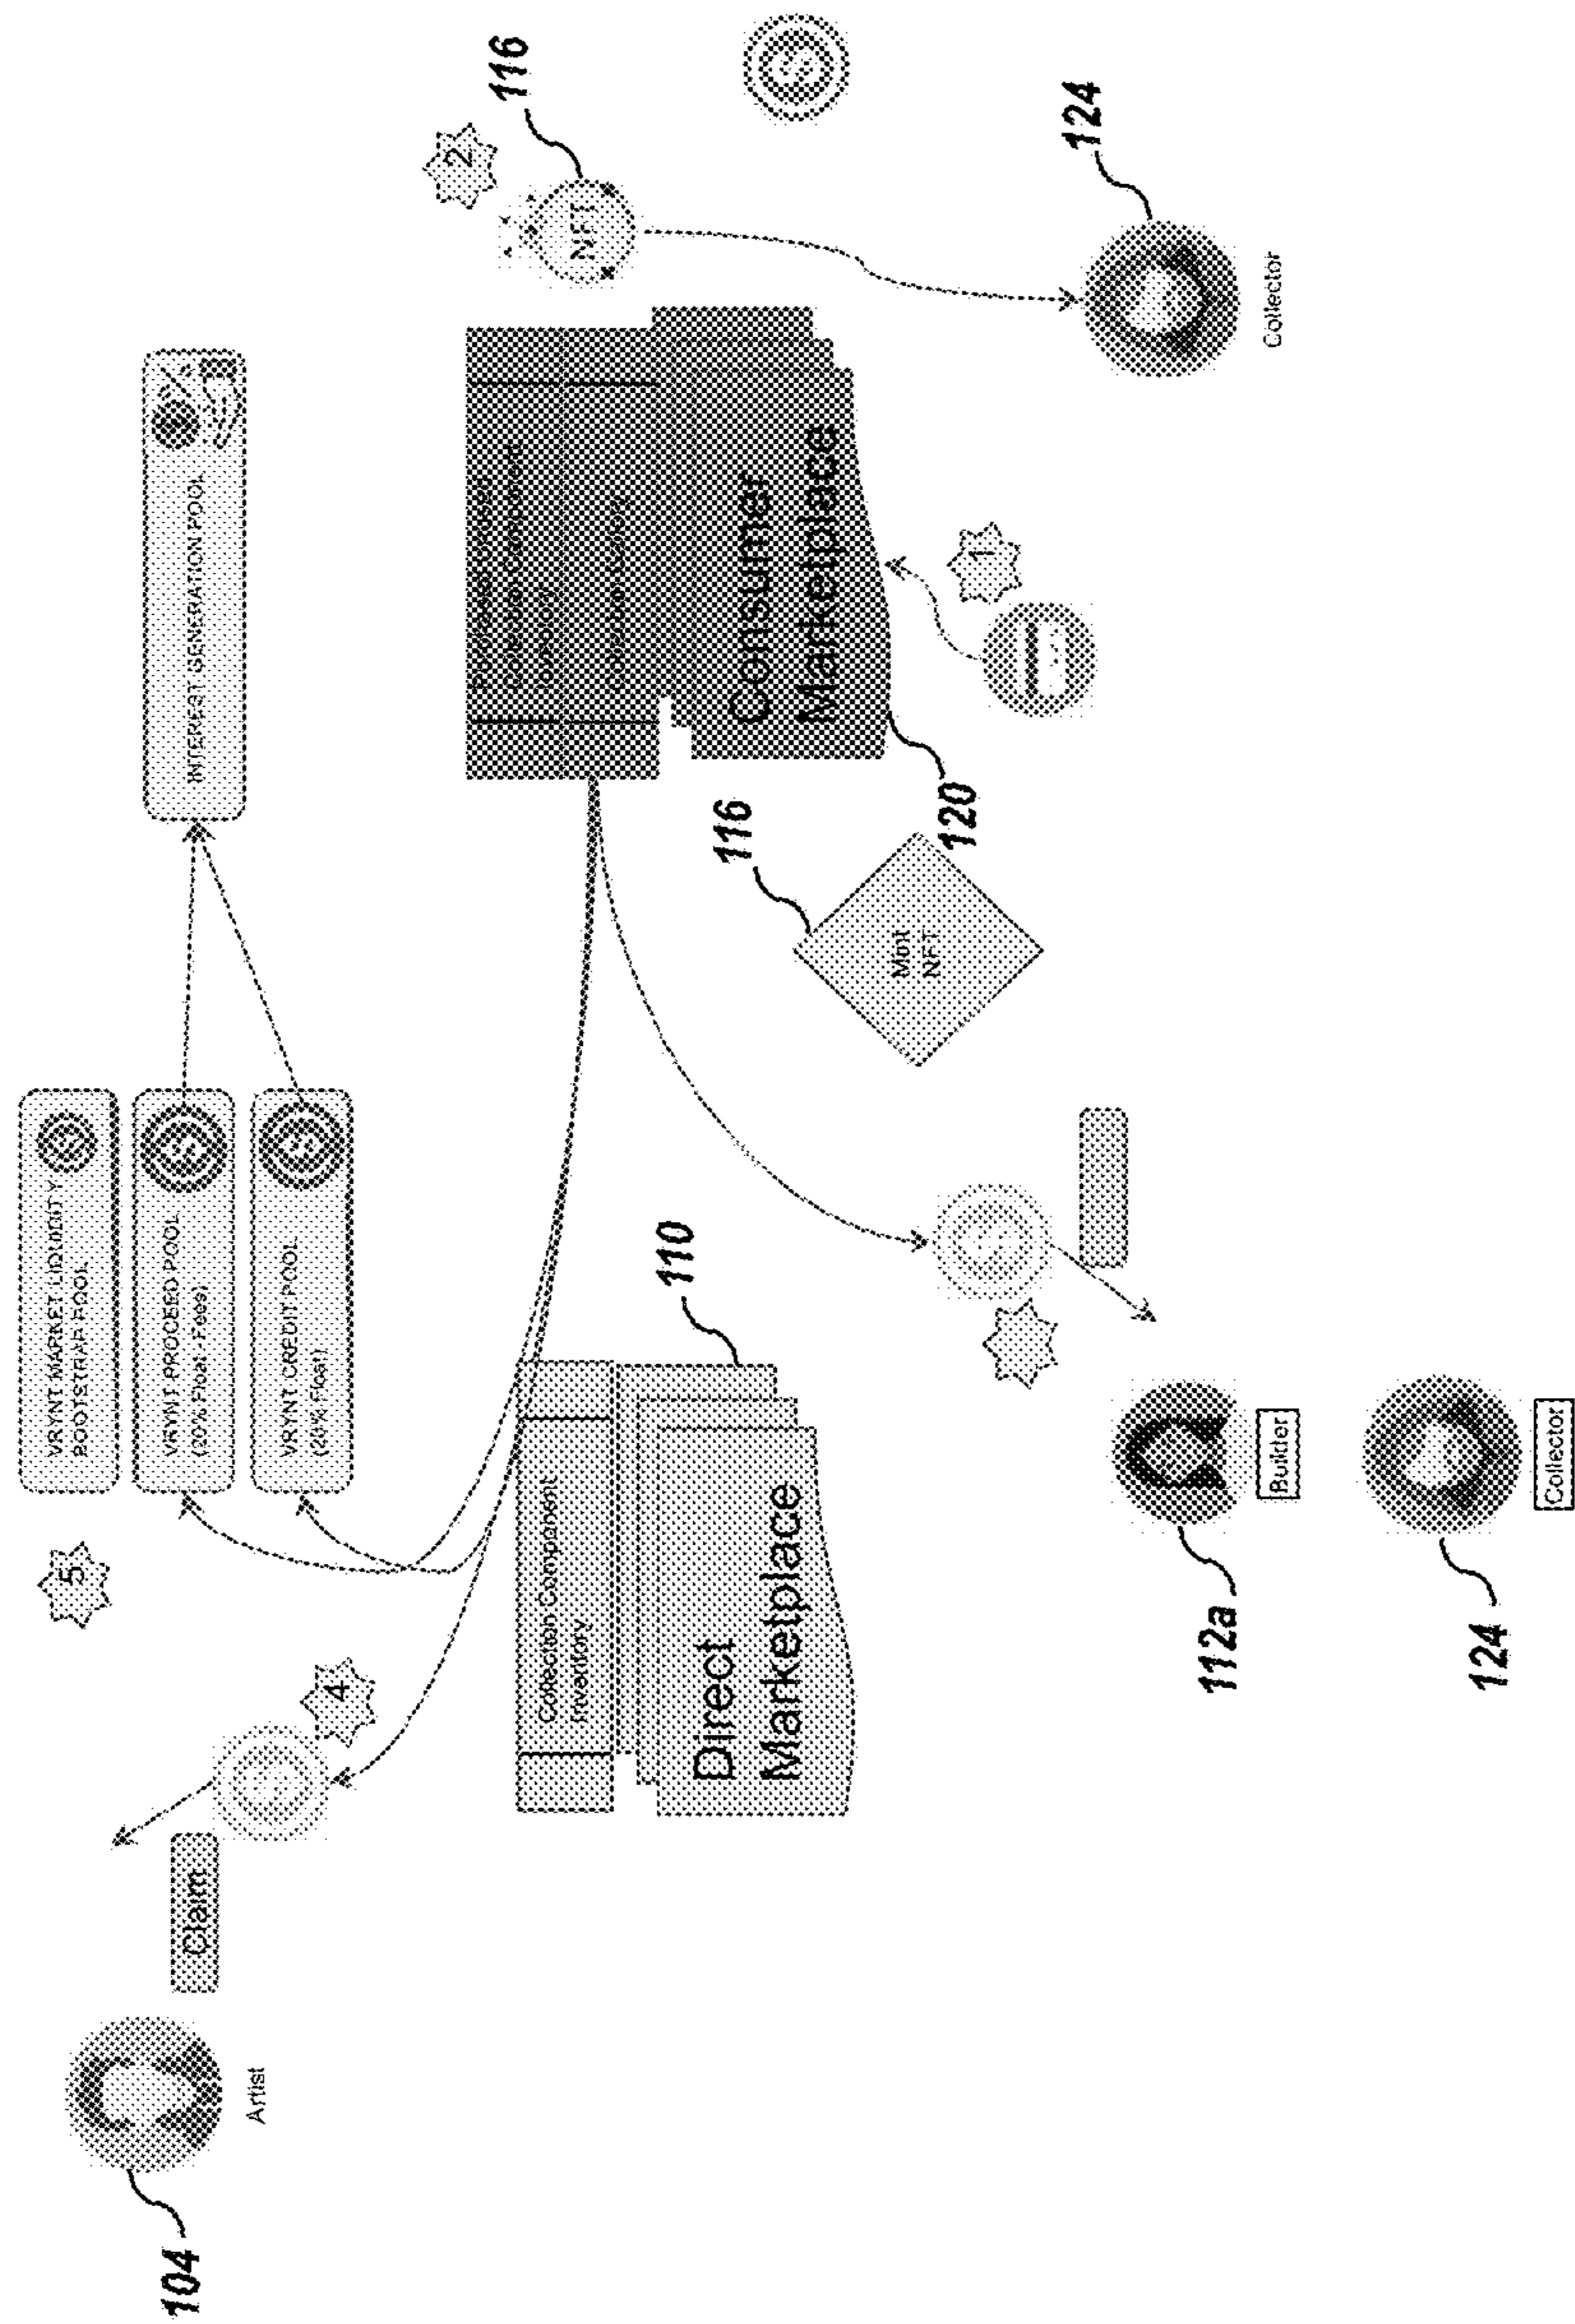 104
Artist
Claim
4
5
VRYNT MARKET LIQUIDITY
BOOTSTRAP POOL
VRYNT PROCEED POOL
(20% Float - Fees)
VRYNT CREDIT POOL
(20% Float)
INTEREST GENERATION POOL
Collection Component
Inventory
Direct
Marketplace
110
Consumer
Marketplace
120
116
Mint
NFT
1
2
NFT
116
124
Collector
112a
Builder
124
Collector